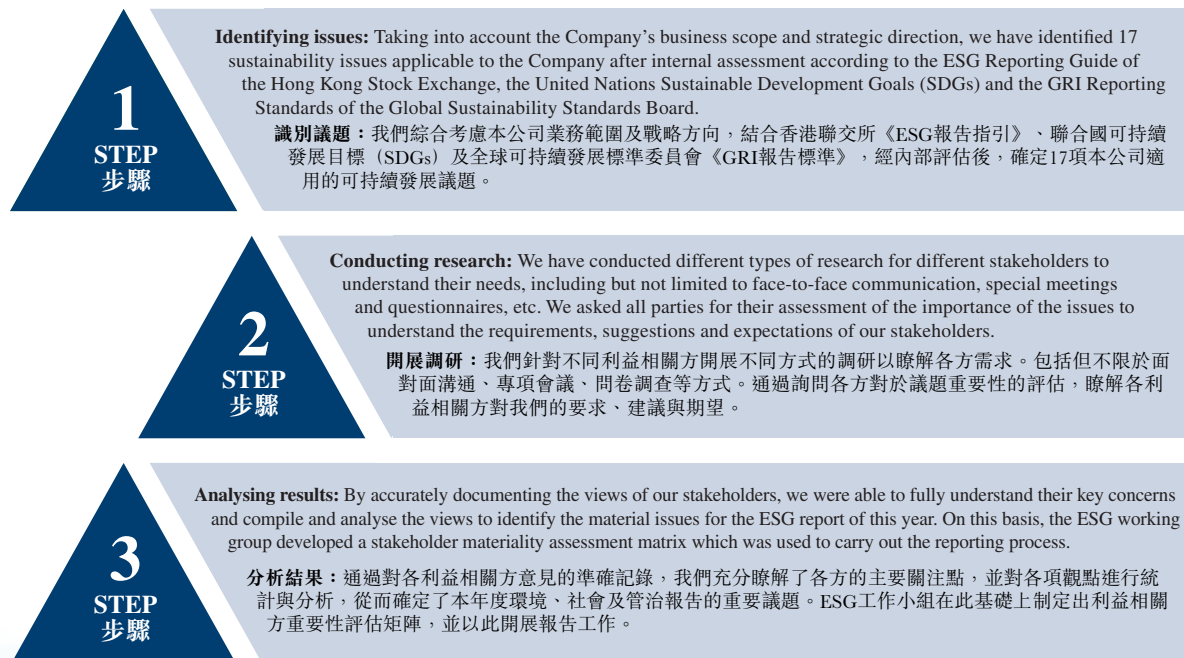 1
STEP
步驟
Identifying issues: Taking into account the Company's business scope and strategic direction, we have identified 17
sustainability issues applicable to the Company after internal assessment according to the ESG Reporting Guide of
the Hong Kong Stock Exchange, the United Nations Sustainable Development Goals (SDGs) and the GRI Reporting
Standards of the Global Sustainability Standards Board.
識別議題：我們綜合考慮本公司業務範圍及戰略方向，結合香港聯交所《ESG報告指引》、聯合國可持續
發展目標（SDGs）及全球可持續發展標準委員會《GRI報告標準》，經內部評估後，確定17項本公司適
用的可持續發展議題。
2
STEP
步驟
Conducting research: We have conducted different types of research for different stakeholders to
understand their needs, including but not limited to face-to-face communication, special meetings
and questionnaires, etc. We asked all parties for their assessment of the importance of the issues to
understand the requirements, suggestions and expectations of our stakeholders.
開展調研：我們針對不同利益相關方開展不同方式的調研以瞭解各方需求。包括但不限於面
對面溝通、專項會議、問卷調查等方式。通過詢問各方對於議題重要性的評估，瞭解各利
益相關方對我們的要求、建議與期望。
3
STEP
步驟
Analysing results: By accurately documenting the views of our stakeholders, we were able to fully understand their key concerns
and compile and analyse the views to identify the material issues for the ESG report of this year. On this basis, the ESG working
group developed a stakeholder materiality assessment matrix which was used to carry out the reporting process.
分析結果：通過對各利益相關方意見的準確記錄，我們充分瞭解了各方的主要關注點，並對各項觀點進行統
計與分析，從而確定了本年度環境、社會及管治報告的重要議題。ESG工作小組在此基礎上制定出利益相關
方重要性評估矩陣，並以此開展報告工作。